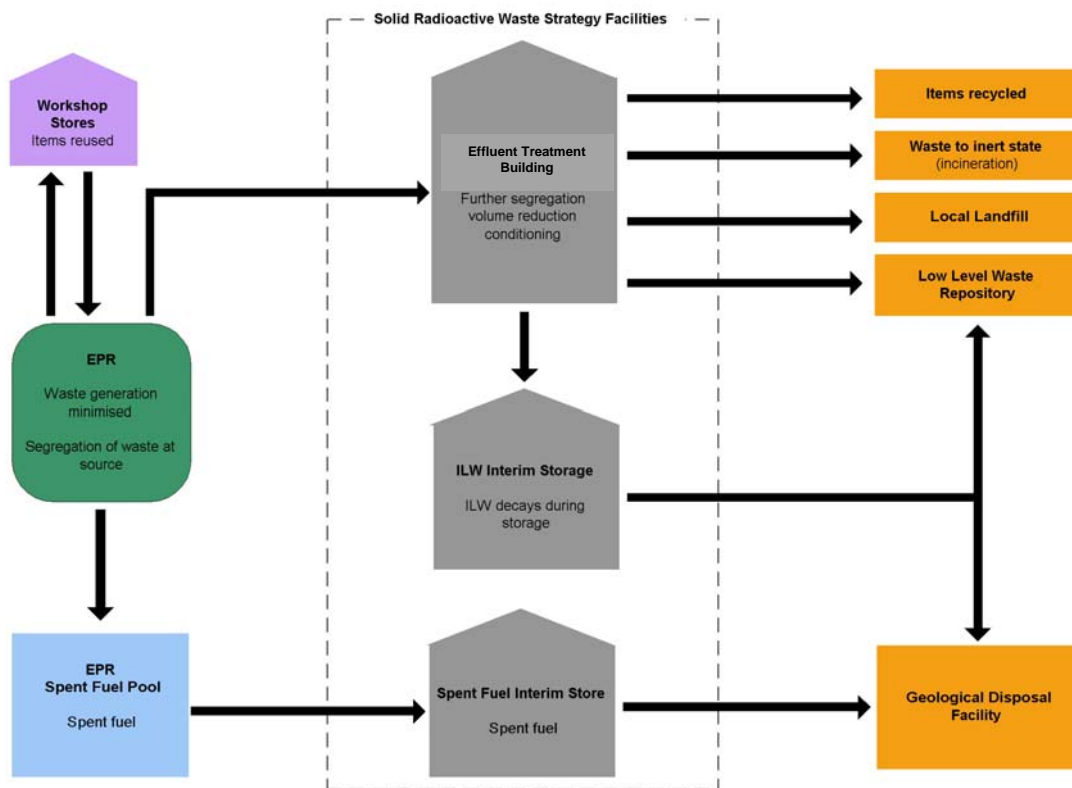 Solid Radioactive Waste Strategy Facilities
Workshop
Stores
Items reused
Effluent Treatment
Building
Further segregation
volume reduction
conditioning
Items recycled
Waste to inert state
(incineration)
Local Landfill
Low Level Waste
Repository
EPR
Waste generation
minimised
Segregation of waste at
source
ILW Interim Storage
ILW decays during
storage
EPR
Spent Fuel Pool
Spent fuel
Spent Fuel Interim Store
Spent fuel
Geological Disposal
Facility